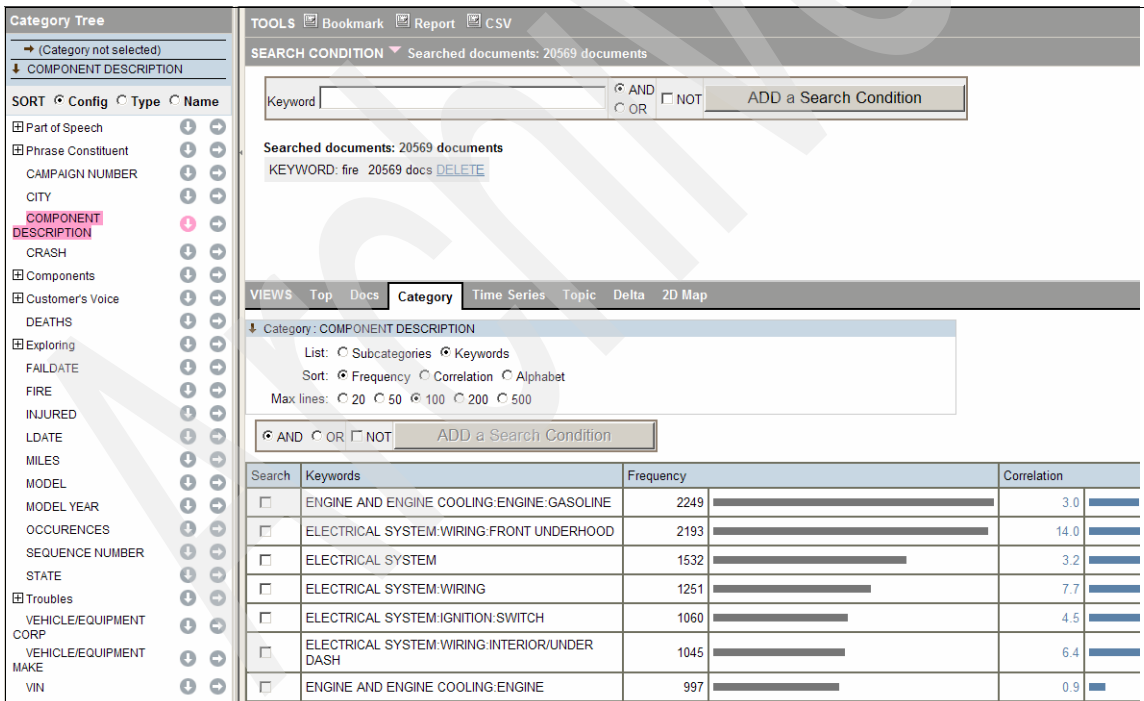 Category Tree
(Category not selected)
COMPONENT DESCRIPTION
SORT Config Type Name
Part of Speech
Phrase Constituent
CAMPAIGN NUMBER
CITY
COMPONENT
DESCRIPTION
CRASH
Components
Customer's Voice
DEATHS
Exploring
FAILDATE
FIRE
INJURED
LDATE
MILES
MODEL
MODEL YEAR
OCCURENCES
SEQUENCE NUMBER
STATE
Troubles
VEHICLE/EQUIPMENT
CORP
VEHICLE/EQUIPMENT
MAKE
VIN
TOOLS Bookmark Report CSV
SEARCH CONDITION Searched documents: 20569 documents
Keyword AND OR NOT ADD a Search Condition
Searched documents: 20569 documents
KEYWORD: fire 20569 docs DELETE
VIEWS Top Docs Category Time Series Topic Delta 2D Map
Category : COMPONENT DESCRIPTION
List: Subcategories Keywords
Sort: Frequency Correlation Alphabet
Max lines: 20 50 100 200 500
AND OR NOT ADD a Search Condition
Search Keywords Frequency Correlation
ENGINE AND ENGINE COOLING:ENGINE:GASOLINE 2249 3.0
ELECTRICAL SYSTEM:WIRING:FRONT UNDERHOOD 2193 14.0
ELECTRICAL SYSTEM 1532 3.2
ELECTRICAL SYSTEM:WIRING 1251 7.7
ELECTRICAL SYSTEM:IGNITION:SWITCH 1060 4.5
ELECTRICAL SYSTEM:WIRING:INTERIOR/UNDER
DASH 1045 6.4
ENGINE AND ENGINE COOLING:ENGINE 997 0.9